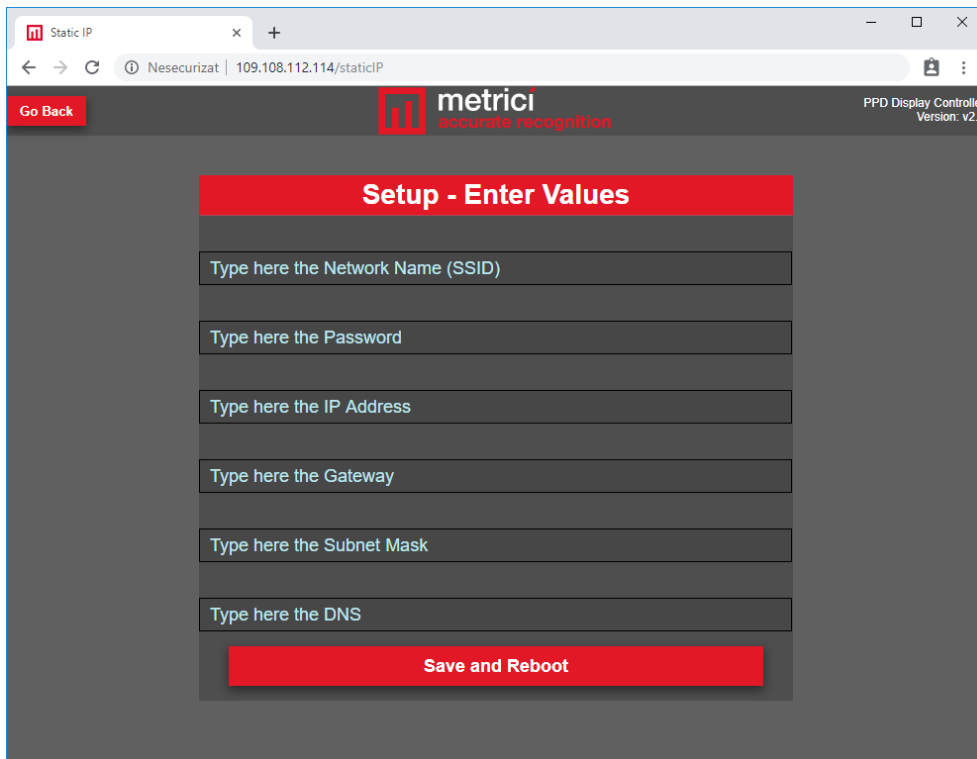 Static IP
Nesecurizat | 109.108.112.114/staticIP
Go Back
metrici
accurate recognition
PPD Display Controlle
Version: v2.
Setup - Enter Values
Type here the Network Name (SSID)
Type here the Password
Type here the IP Address
Type here the Gateway
Type here the Subnet Mask
Type here the DNS
Save and Reboot